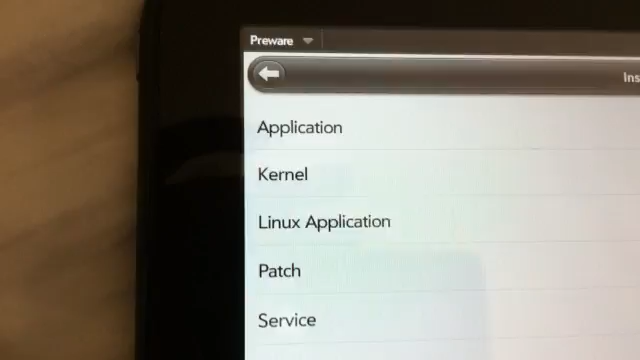 Preware
Ins
Application
Kernel
Linux Application
Patch
Service